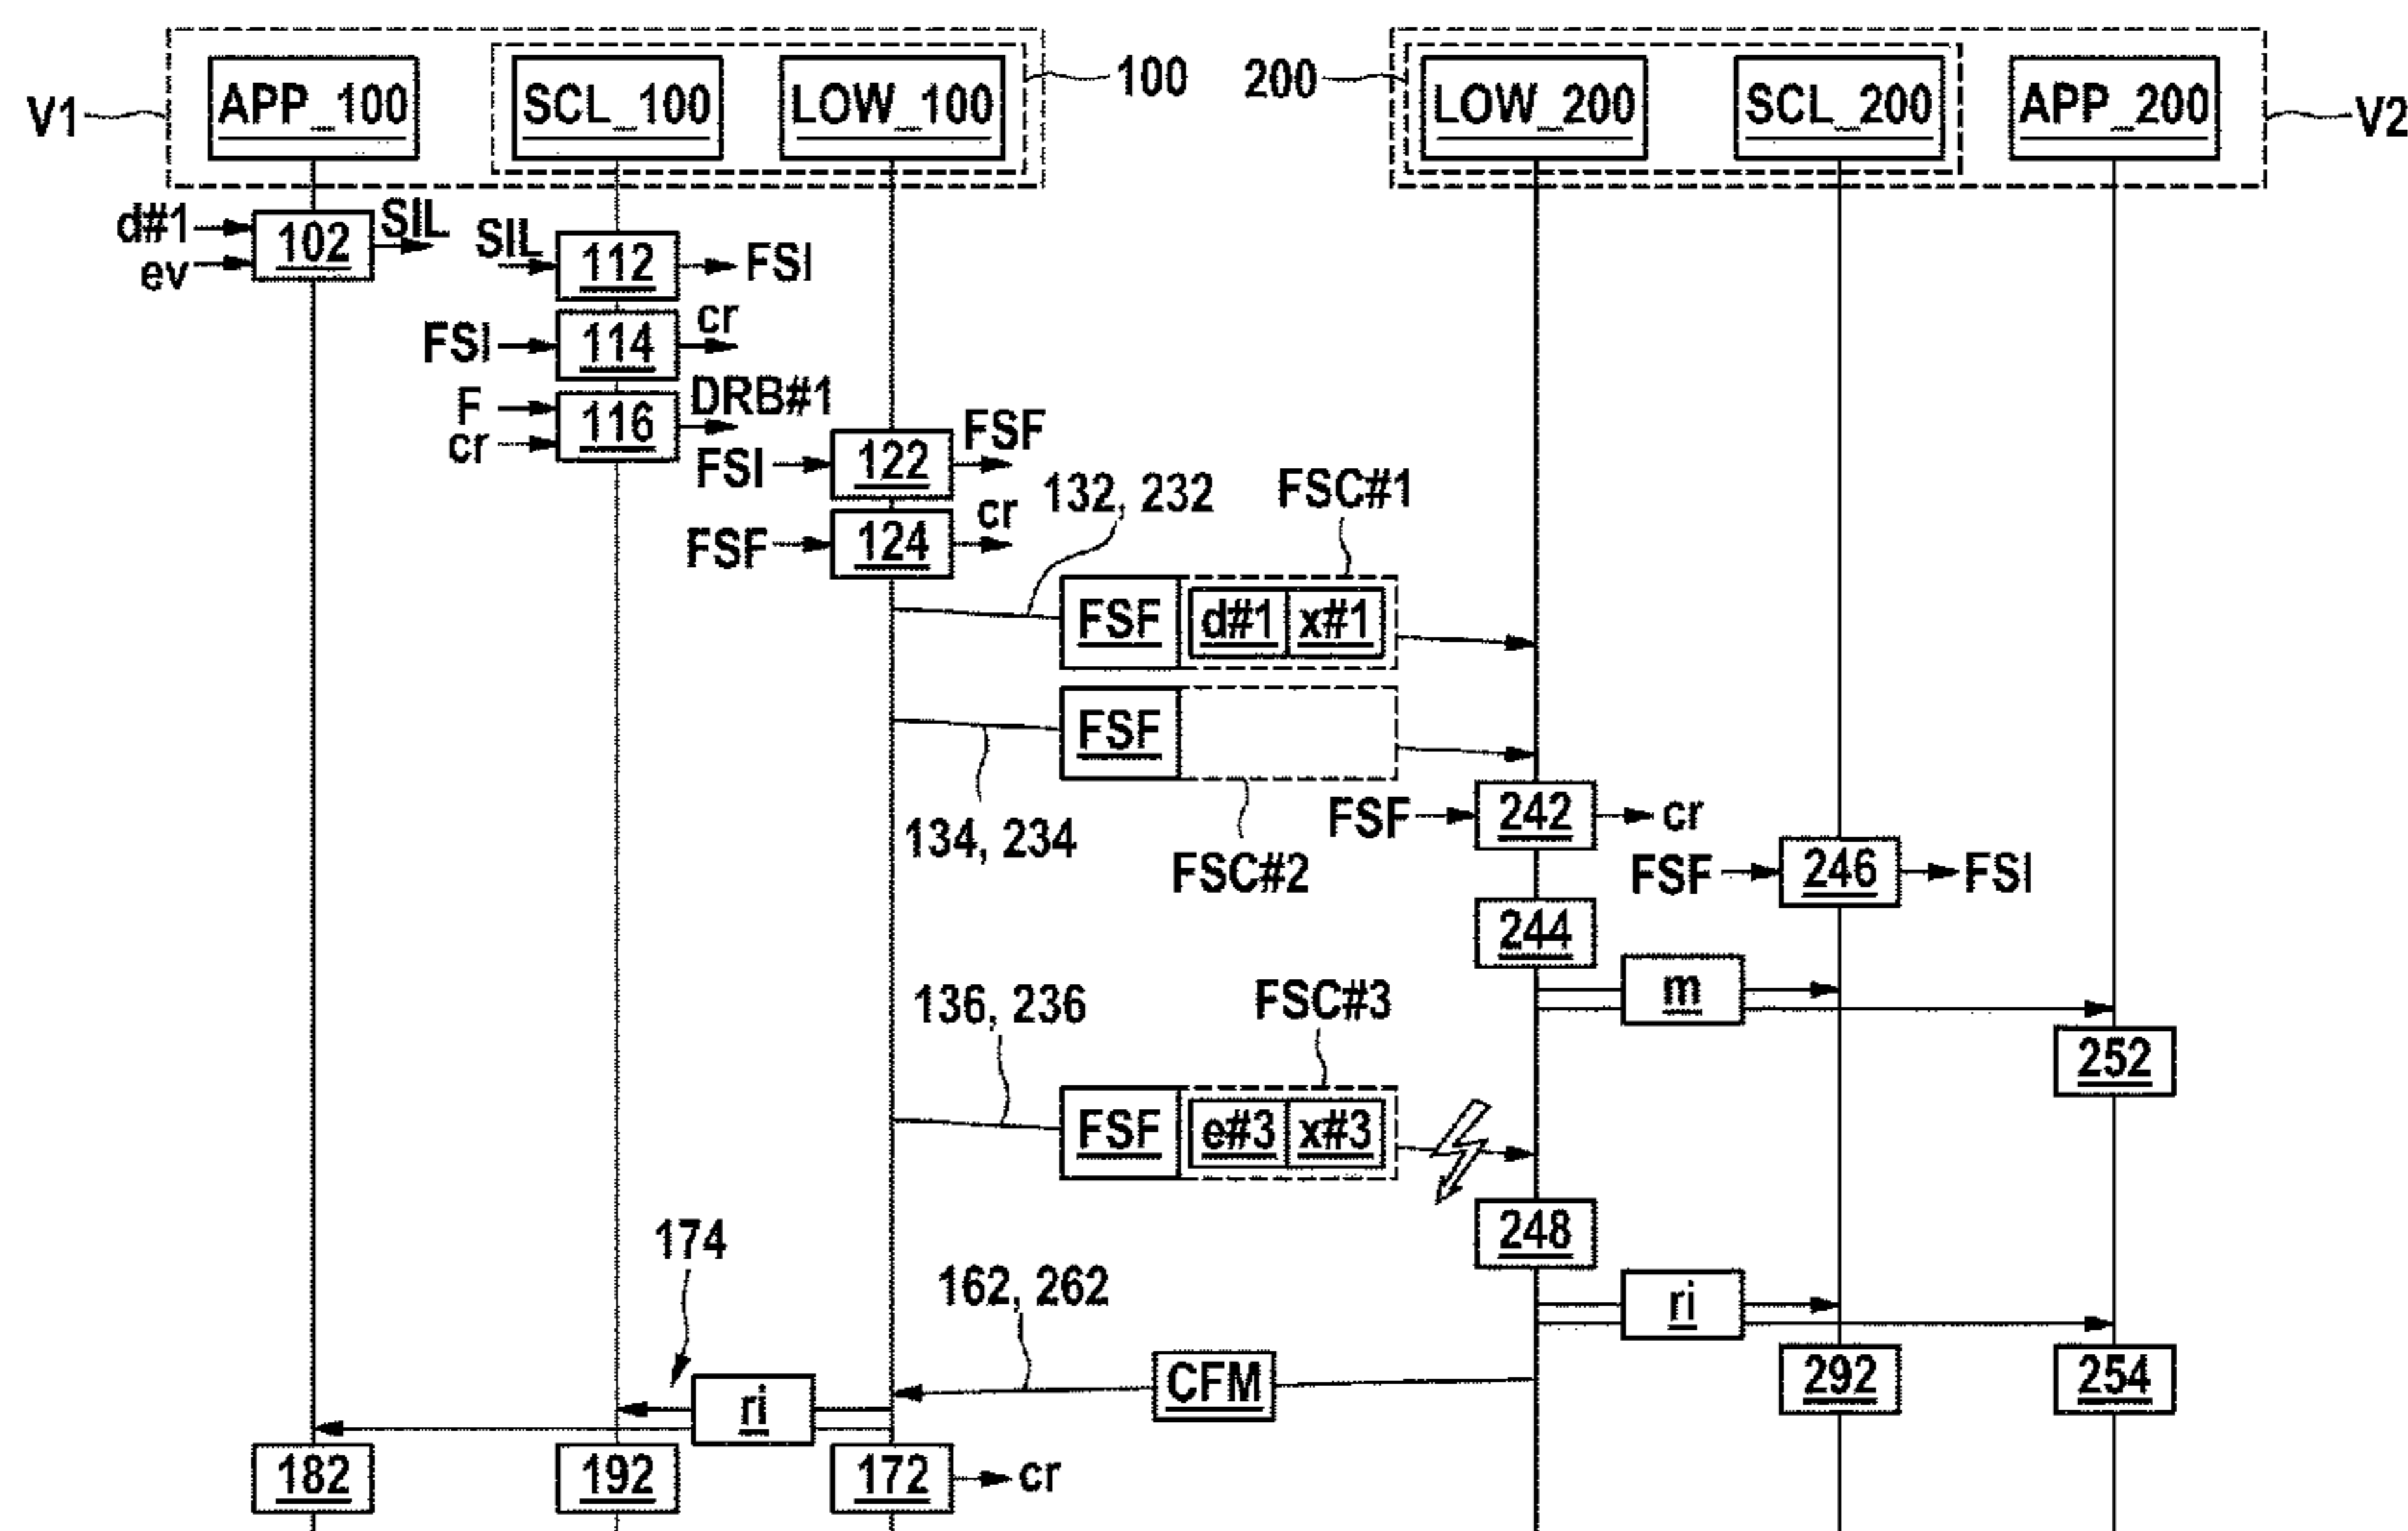 V1
APP_100
SCL_100
LOW_100
100
200
LOW_200
SCL_200
APP_200
V2
d#1
ev
102
SIL
SIL
112
FSI
FSI
114
cr
F
cr
116
DRB#1
FSI
122
FSF
FSF
124
cr
132, 232
FSC#1
FSF
d#1
x#1
FSF
134, 234
FSC#2
FSF
242
cr
FSF
246
FSI
244
m
252
136, 236
FSC#3
FSF
e#3
x#3
248
174
162, 262
ri
CFM
292
254
ri
182
192
172
cr